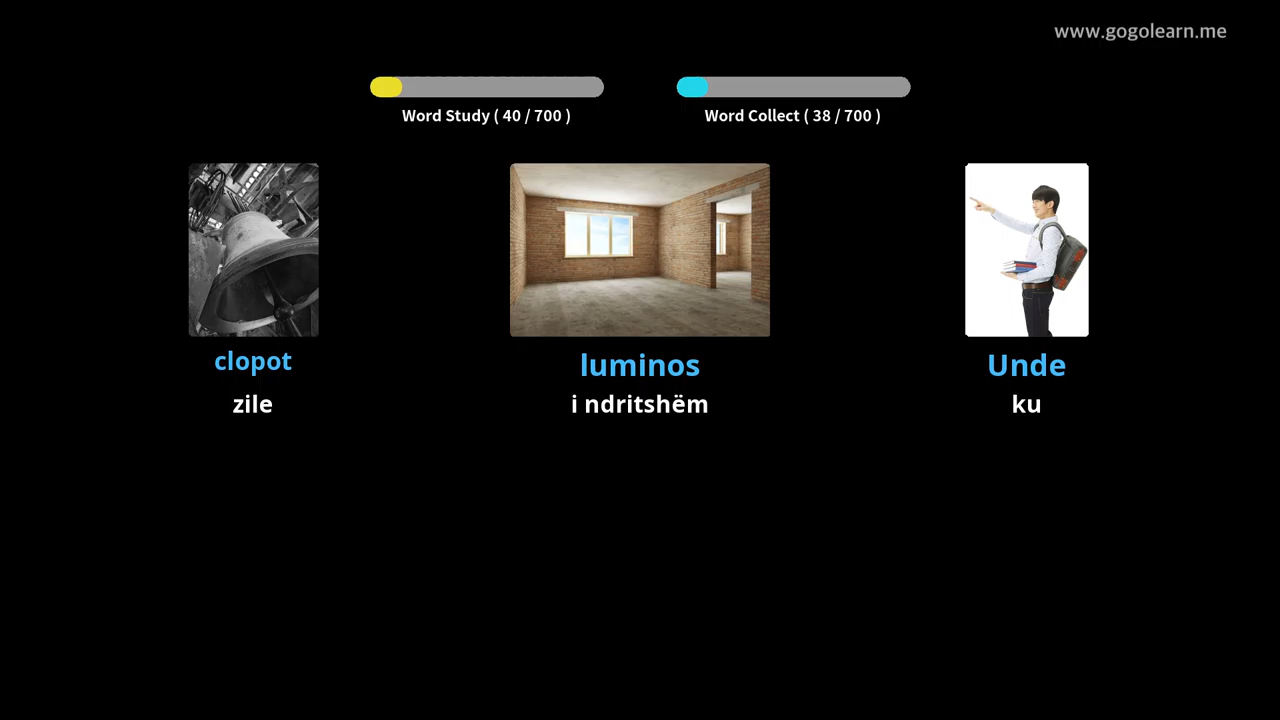 www.gogolearn.me
Word Study ( 40 / 700 )
Word Collect ( 38 / 700 )
clopot
zile
luminos
i ndritshëm
Unde
ku